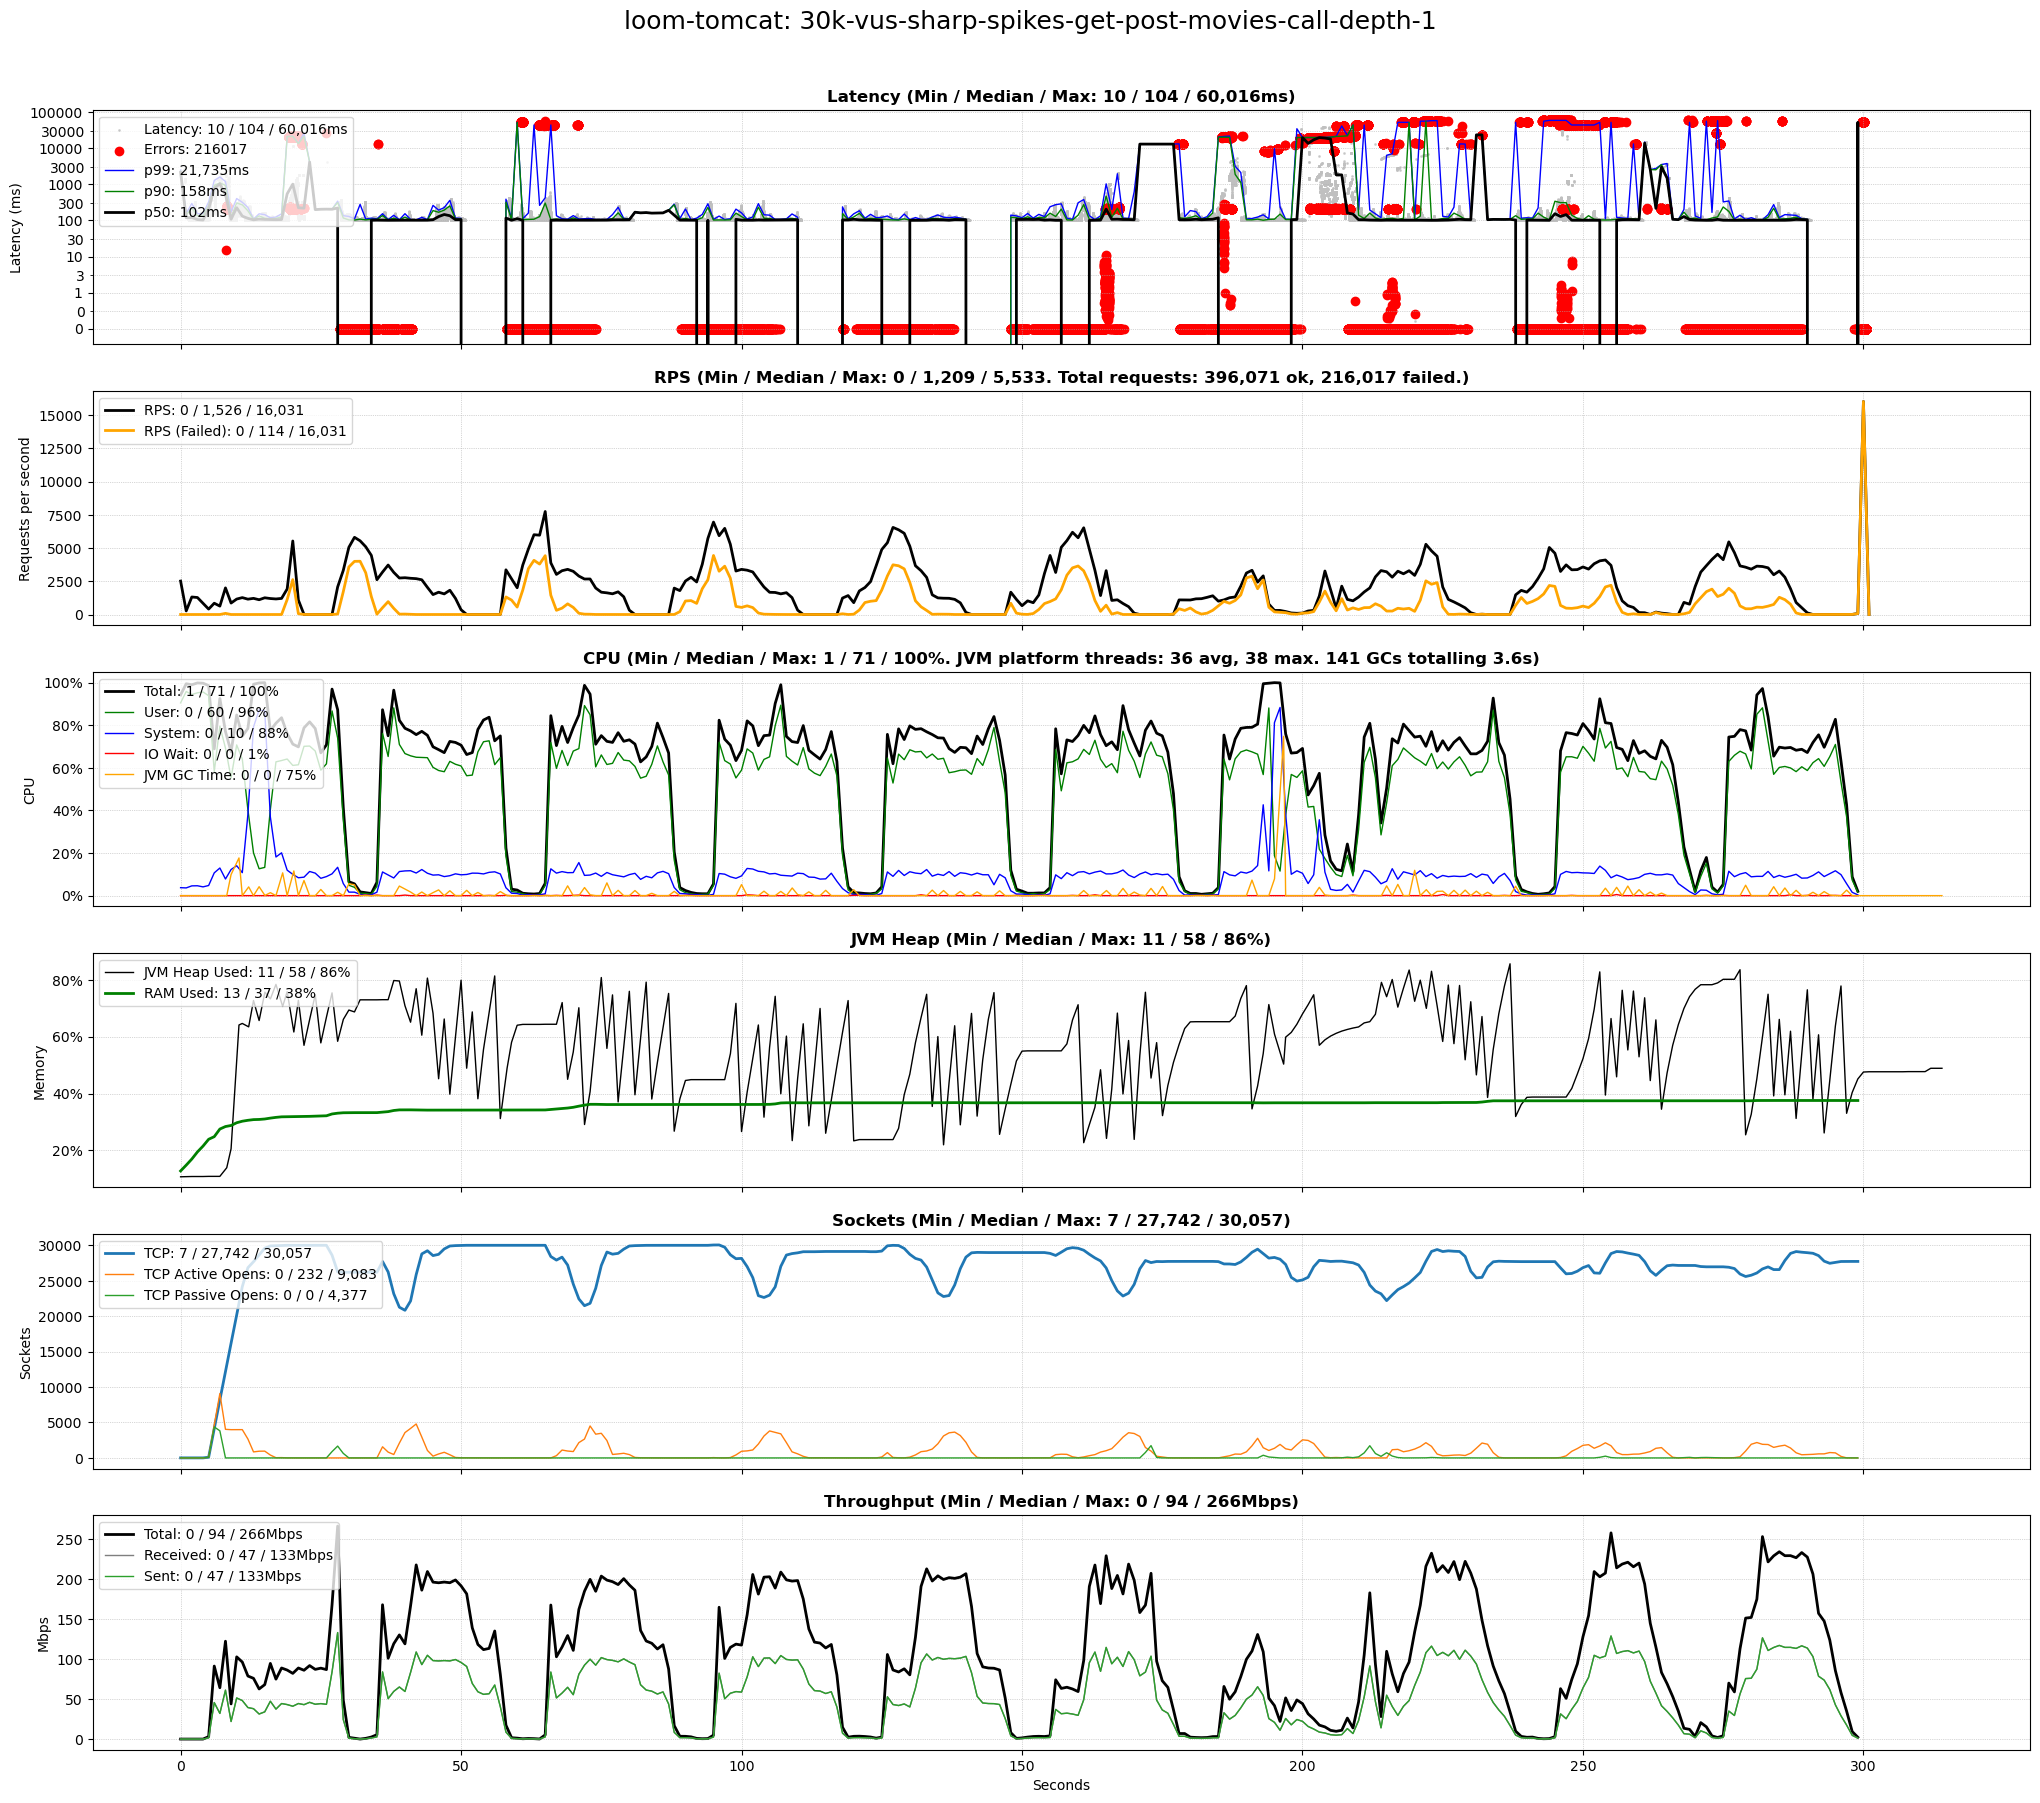 loom-tomcat: 30k-vus-sharp-spikes-get-post-movies-call-depth-1
Latency (Min / Median / Max: 10 / 104 / 60,016ms)
Latency (ms)
100000
30000
10000
3000
1000
300
100
30
10
3
1
0
0
Latency: 10 / 104 / 60,016ms
Errors: 216017
p99: 21,735ms
p90: 158ms
p50: 102ms
RPS (Min / Median / Max: 0 / 1,209 / 5,533. Total requests: 396,071 ok, 216,017 failed.)
Requests per second
15000
12500
10000
7500
5000
2500
0
RPS: 0 / 1,526 / 16,031
RPS (Failed): 0 / 114 / 16,031
CPU (Min / Median / Max: 1 / 71 / 100%. JVM platform threads: 36 avg, 38 max. 141 GCs totalling 3.6s)
CPU
100%
80%
60%
40%
20%
0%
Total: 1 / 71 / 100%
User: 0 / 60 / 96%
System: 0 / 10 / 88%
IO Wait: 0 / 0 / 1%
JVM GC Time: 0 / 0 / 75%
JVM Heap (Min / Median / Max: 11 / 58 / 86%)
Memory
80%
60%
40%
20%
JVM Heap Used: 11 / 58 / 86%
RAM Used: 13 / 37 / 38%
Sockets (Min / Median / Max: 7 / 27,742 / 30,057)
Sockets
30000
25000
20000
15000
10000
5000
0
TCP: 7 / 27,742 / 30,057
TCP Active Opens: 0 / 232 / 9,083
TCP Passive Opens: 0 / 0 / 4,377
Throughput (Min / Median / Max: 0 / 94 / 266Mbps)
Mbps
250
200
150
100
50
0
Total: 0 / 94 / 266Mbps
Received: 0 / 47 / 133Mbps
Sent: 0 / 47 / 133Mbps
0 50 100 150 200 250 300
Seconds